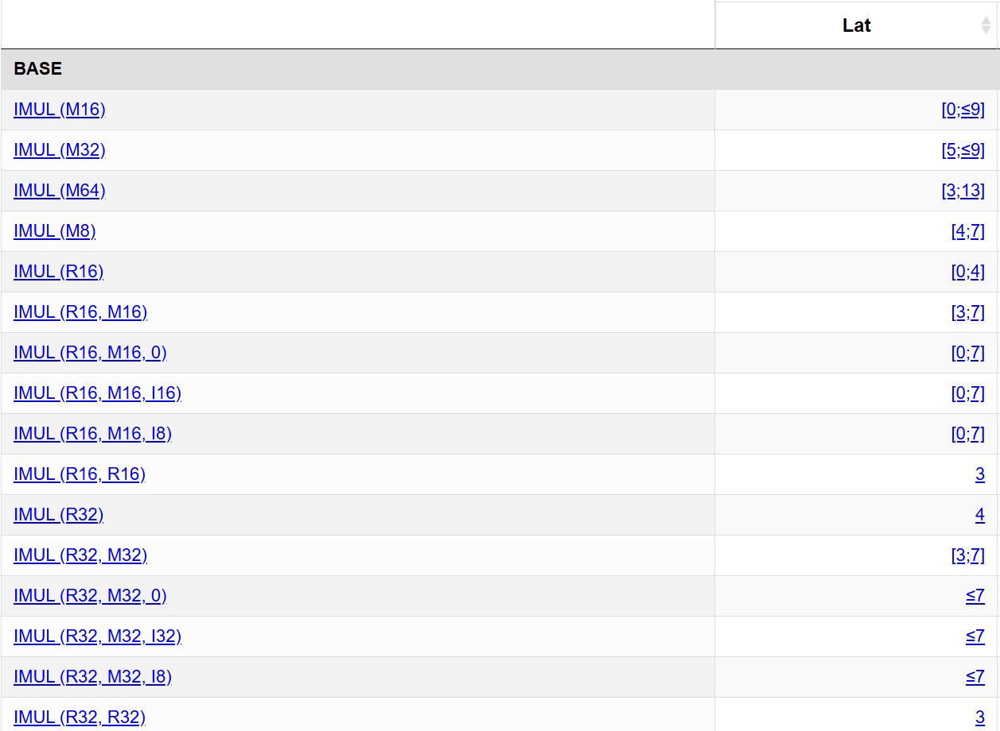 Lat
BASE
IMUL (M16) [0;≤9]
IMUL (M32) [5;≤9]
IMUL (M64) [3;13]
IMUL (M8) [4;7]
IMUL (R16) [0;4]
IMUL (R16, M16) [3;7]
IMUL (R16, M16, 0) [0;7]
IMUL (R16, M16, I16) [0;7]
IMUL (R16, M16, I8) [0;7]
IMUL (R16, R16) 3
IMUL (R32) 4
IMUL (R32, M32) [3;7]
IMUL (R32, M32, 0) ≤7
IMUL (R32, M32, I32) ≤7
IMUL (R32, M32, I8) ≤7
IMUL (R32, R32) 3